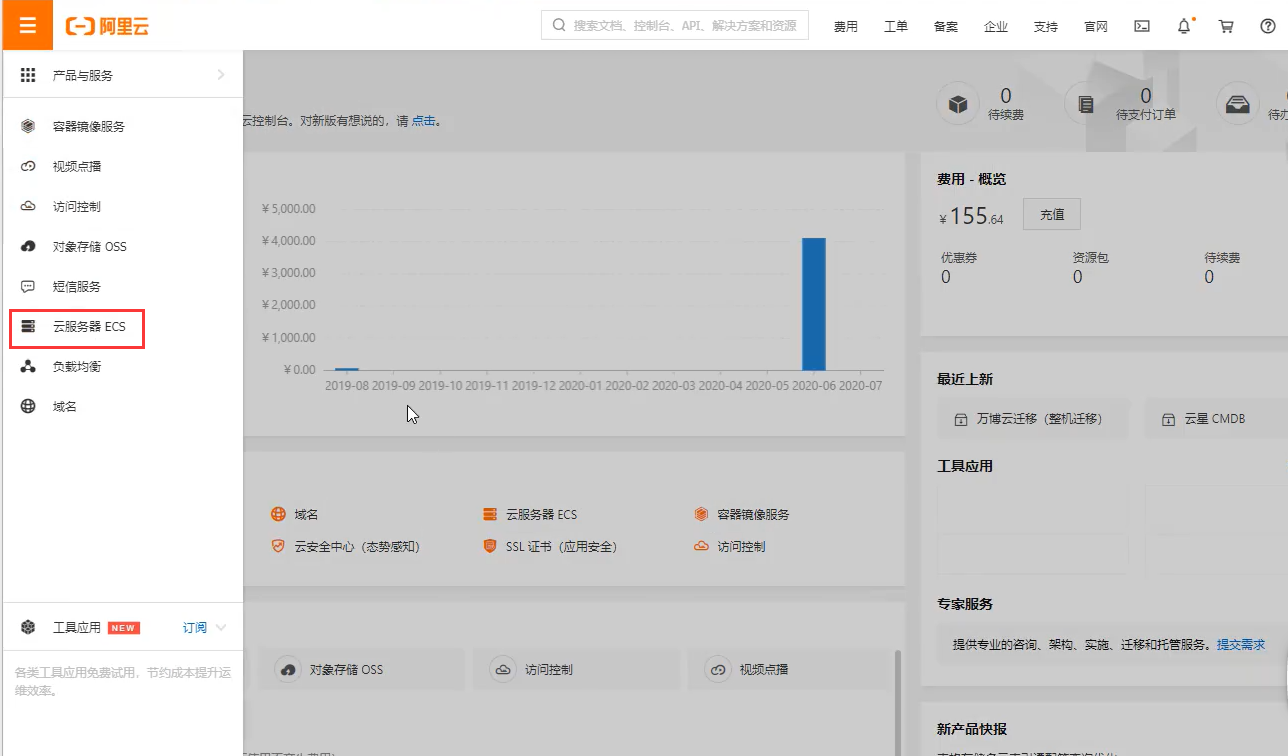 阿里云
搜索文档、控制台、API、解决方案和资源
费用 工单 备案 企业 支持 官网
产品与服务
容器镜像服务
视频点播
访问控制
对象存储 OSS
短信服务
云服务器 ECS
负载均衡
域名
工具应用 NEW 订阅
各类工具应用免费试用，节约成本提升运
维效率。
云控制台。对新版有想说的，请 点击。
0 待续费
0 待支付订单
¥5,000.00
¥4,000.00
¥3,000.00
¥2,000.00
¥1,000.00
¥0.00
2019-08 2019-09 2019-10 2019-11 2019-12 2020-01 2020-02 2020-03 2020-04 2020-05 2020-06 2020-07
域名 云服务器 ECS 容器镜像服务
云安全中心（态势感知） SSL 证书（应用安全） 访问控制
对象存储 OSS 访问控制 视频点播
费用 - 概览
¥ 155.64 充值
优惠券 资源包 待续费
0 0 0
最近上新
万博云迁移（整机迁移） 云星 CMDB
工具应用
专家服务
提供专业的咨询、架构、实施、迁移和托管服务。提交需求
新产品快报